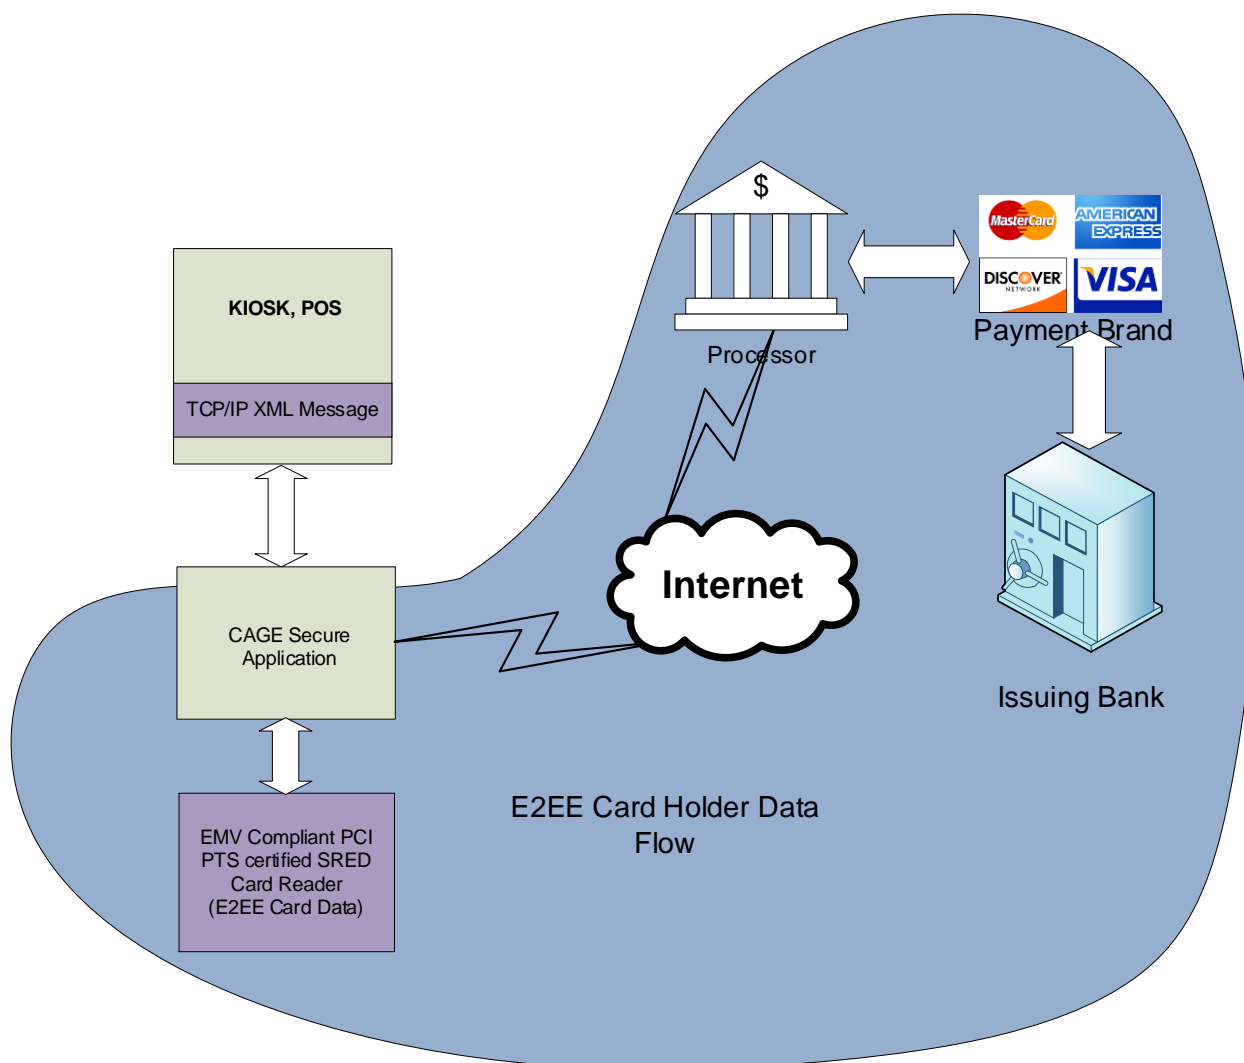 $
MasterCard
AMERICAN
EXPRESS
DISCOVER
NETWORK
VISA
Payment Brand
Processor
KIOSK, POS
TCP/IP XML Message
Internet
CAGE Secure
Application
Issuing Bank
E2EE Card Holder Data
Flow
EMV Compliant PCI
PTS certified SRED
Card Reader
(E2EE Card Data)